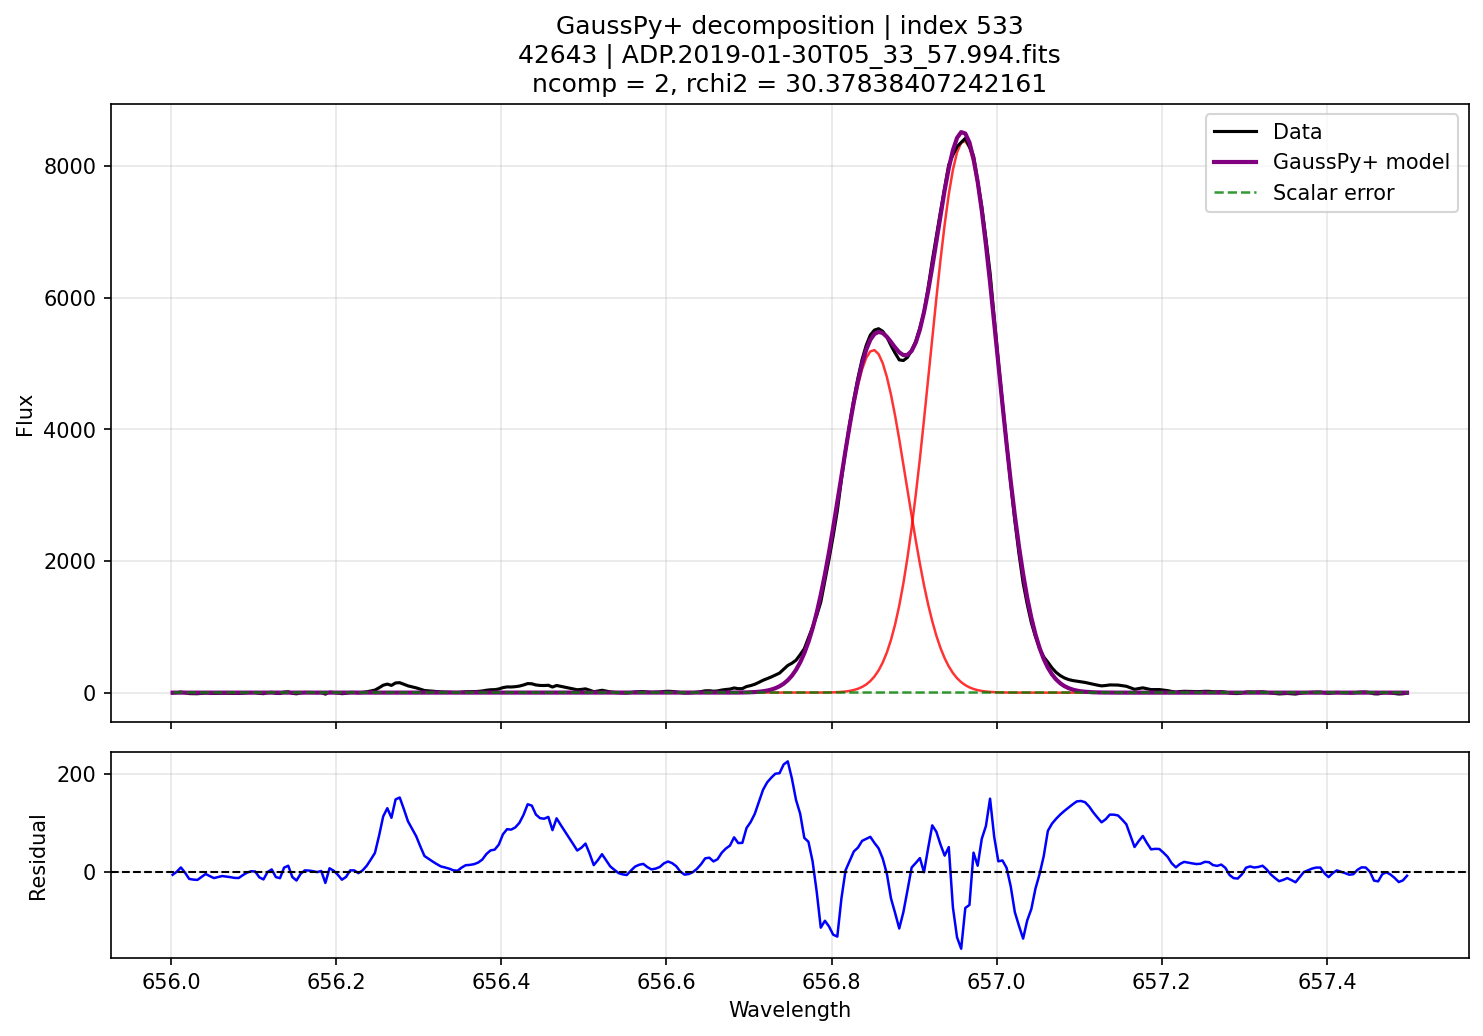 GaussPy+ decomposition | index 533
42643 | ADP.2019-01-30T05_33_57.994.fits
ncomp = 2, rchi2 = 30.37838407242161
Data
GaussPy+ model
Scalar error
8000
6000
4000
2000
0
Flux
200
0
Residual
656.0 656.2 656.4 656.6 656.8 657.0 657.2 657.4
Wavelength